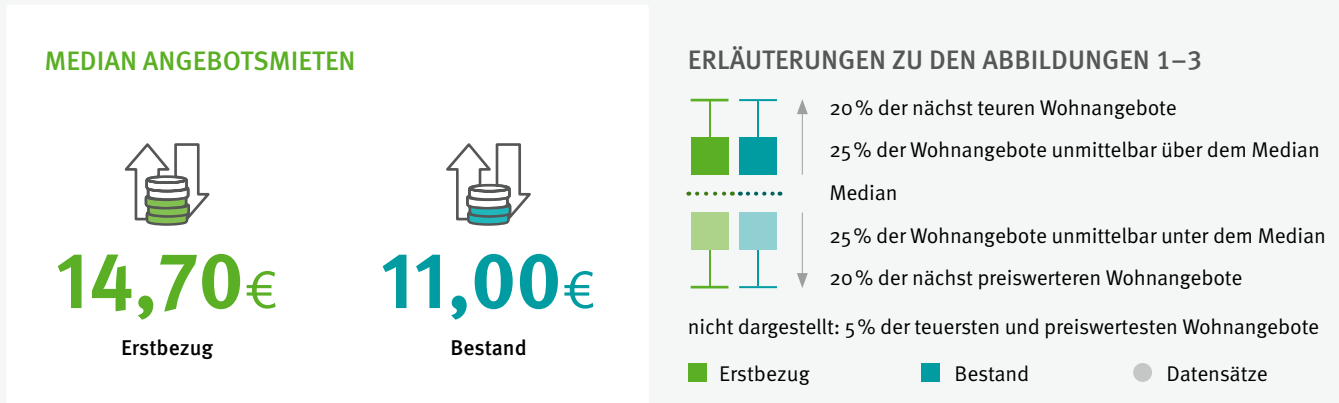 MEDIAN ANGEBOTSMIETEN
14,70€
Erstbezug
11,00€
Bestand
ERLÄUTERUNGEN ZU DEN ABBILDUNGEN 1–3
20 % der nächst teuren Wohnangebote
25 % der Wohnangebote unmittelbar über dem Median
Median
25 % der Wohnangebote unmittelbar unter dem Median
20 % der nächst preiswerteren Wohnangebote
nicht dargestellt: 5 % der teuersten und preiswertesten Wohnangebote
Erstbezug
Bestand
Datensätze